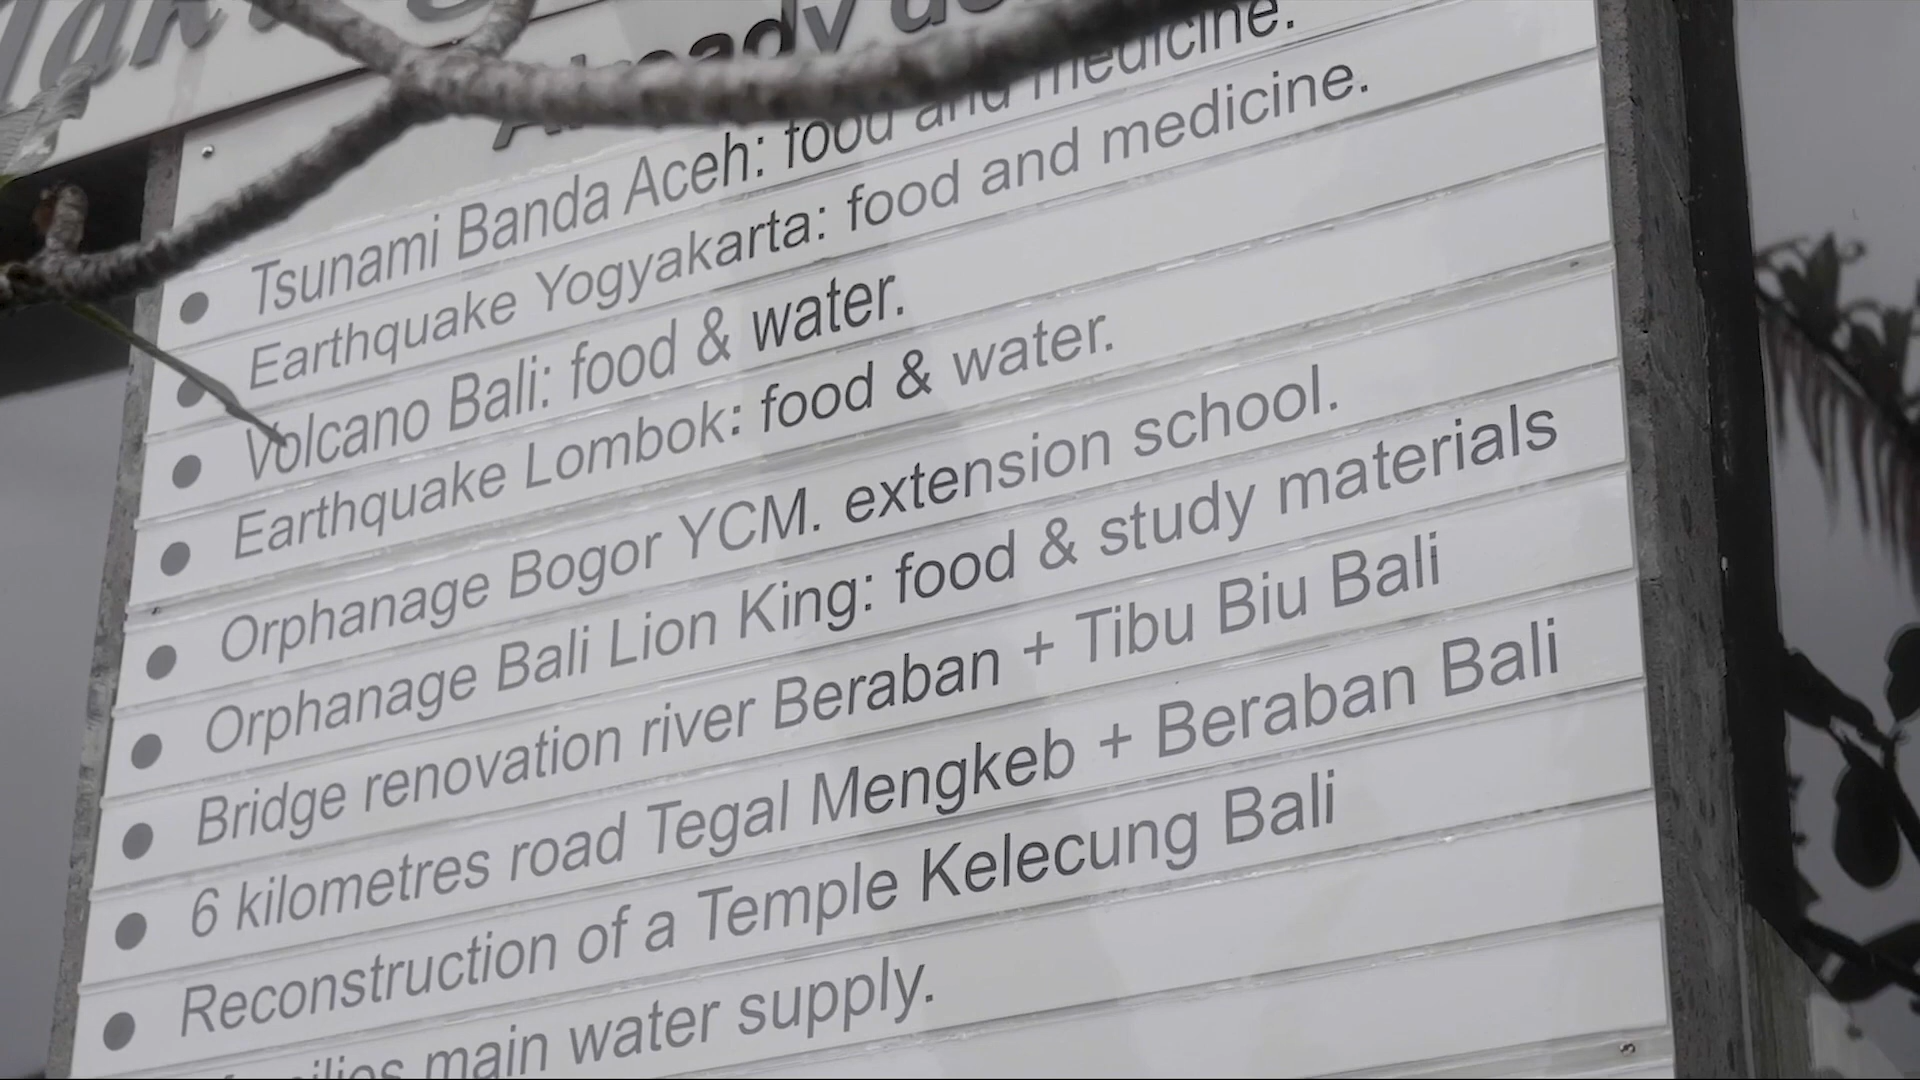 Already
• Tsunami Banda Aceh: food and medicine.
• Earthquake Yogyakarta: food and medicine.
• Volcano Bali: food & water.
• Earthquake Lombok: food & water.
• Orphanage Bogor YCM. extension school.
• Orphanage Bali Lion King: food & study materials
• Bridge renovation river Beraban + Tibu Biu Bali
• 6 kilometres road Tegal Mengkeb + Beraban Bali
• Reconstruction of a Temple Kelecung Bali
families main water supply.